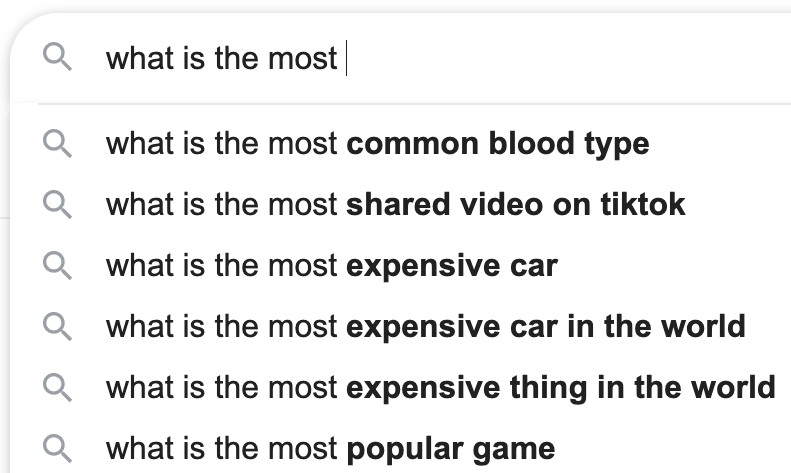 what is the most
what is the most common blood type
what is the most shared video on tiktok
what is the most expensive car
what is the most expensive car in the world
what is the most expensive thing in the world
what is the most popular game